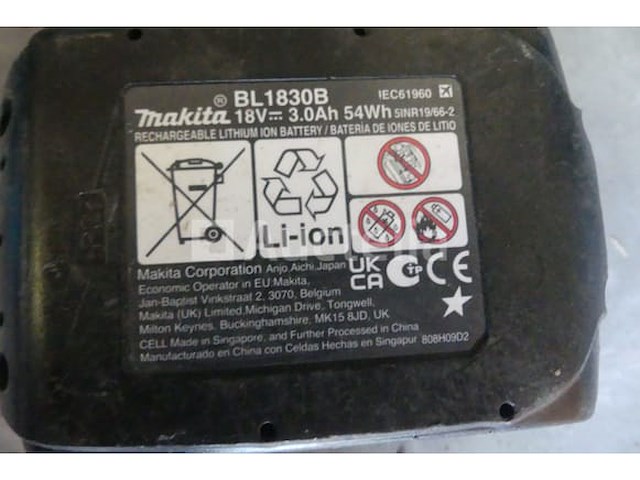 makita® BL1830B IEC61960
18V 3.0Ah 54Wh 5INR19/66-2
RECHARGEABLE LITHIUM ION BATTERY / BATERÍA DE IONES DE LITIO
Li-ion
UK
CA
TP
CE
Makita Corporation Anjo,Aichi,Japan
Economic Operator in EU:Makita,
Jan-Baptist Vinkstraat 2, 3070, Belgium
Makita (UK) Limited,Michigan Drive, Tongwell,
Milton Keynes, Buckinghamshire, MK15 8JD, UK
CELL Made in Singapore, and Further Processed in China
Manufacturado en China con Celdas Hechas en Singapur 808H09D2